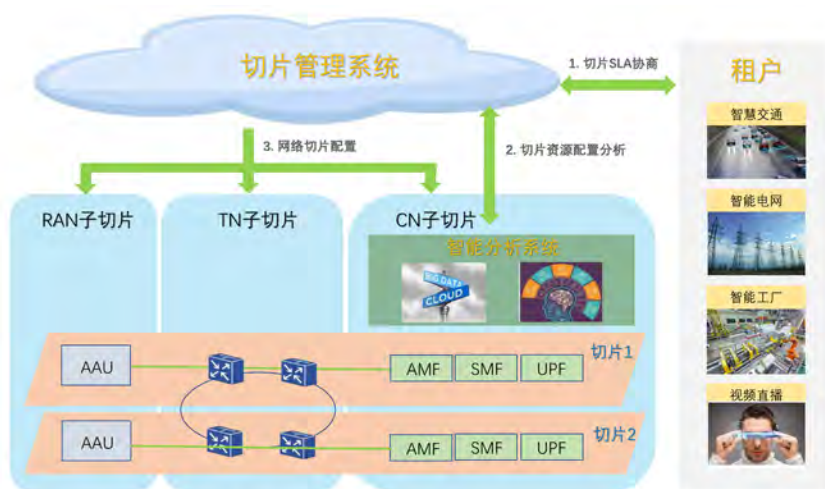 切片管理系统
1. 切片SLA协商
租户
智慧交通
3. 网络切片配置
2. 切片资源配置分析
RAN子切片
TN子切片
CN子切片
智能电网
智能分析系统
BIG DATA
CLOUD
智能工厂
切片1
AAU
AMF
SMF
UPF
视频直播
切片2
AAU
AMF
SMF
UPF